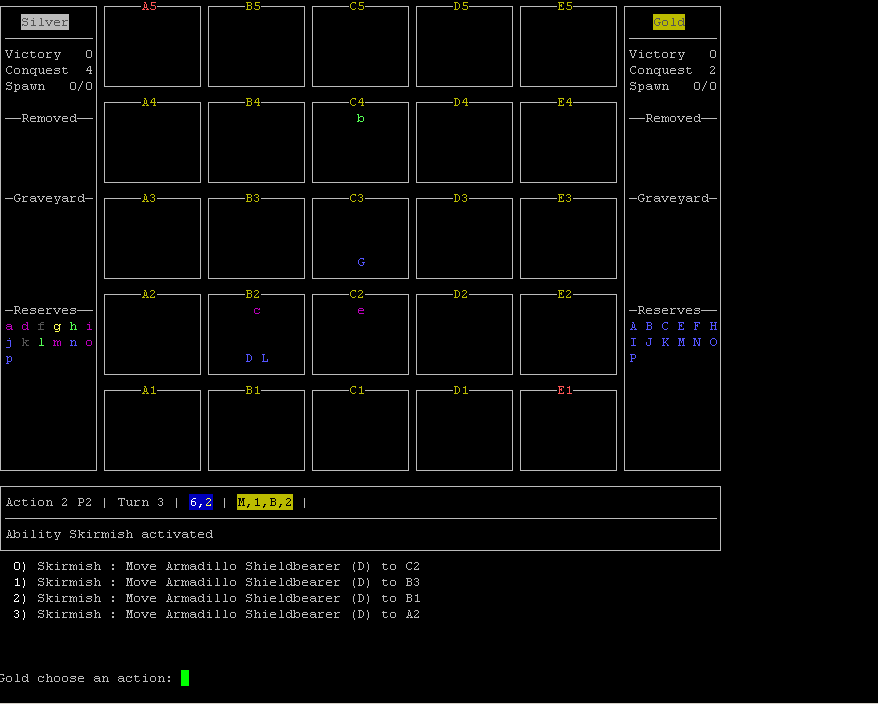 A5 B5 C5 D5 E5
Silver Gold
Victory 0 Victory 0
Conquest 4 Conquest 2
Spawn 0/0 Spawn 0/0
A4 B4 C4 D4 E4
Removed b Removed
Graveyard A3 B3 C3 D3 E3 Graveyard
G
A2 B2 C2 D2 E2
Reserves c e Reserves
a d f g h i A B C E F H
j k l m n o I J K M N O
p D L P
A1 B1 C1 D1 E1
Action 2 P2 | Turn 3 | 6,2 | M,1,B,2 |
Ability Skirmish activated
0) Skirmish : Move Armadillo Shieldbearer (D) to C2
1) Skirmish : Move Armadillo Shieldbearer (D) to B3
2) Skirmish : Move Armadillo Shieldbearer (D) to B1
3) Skirmish : Move Armadillo Shieldbearer (D) to A2
Gold choose an action: